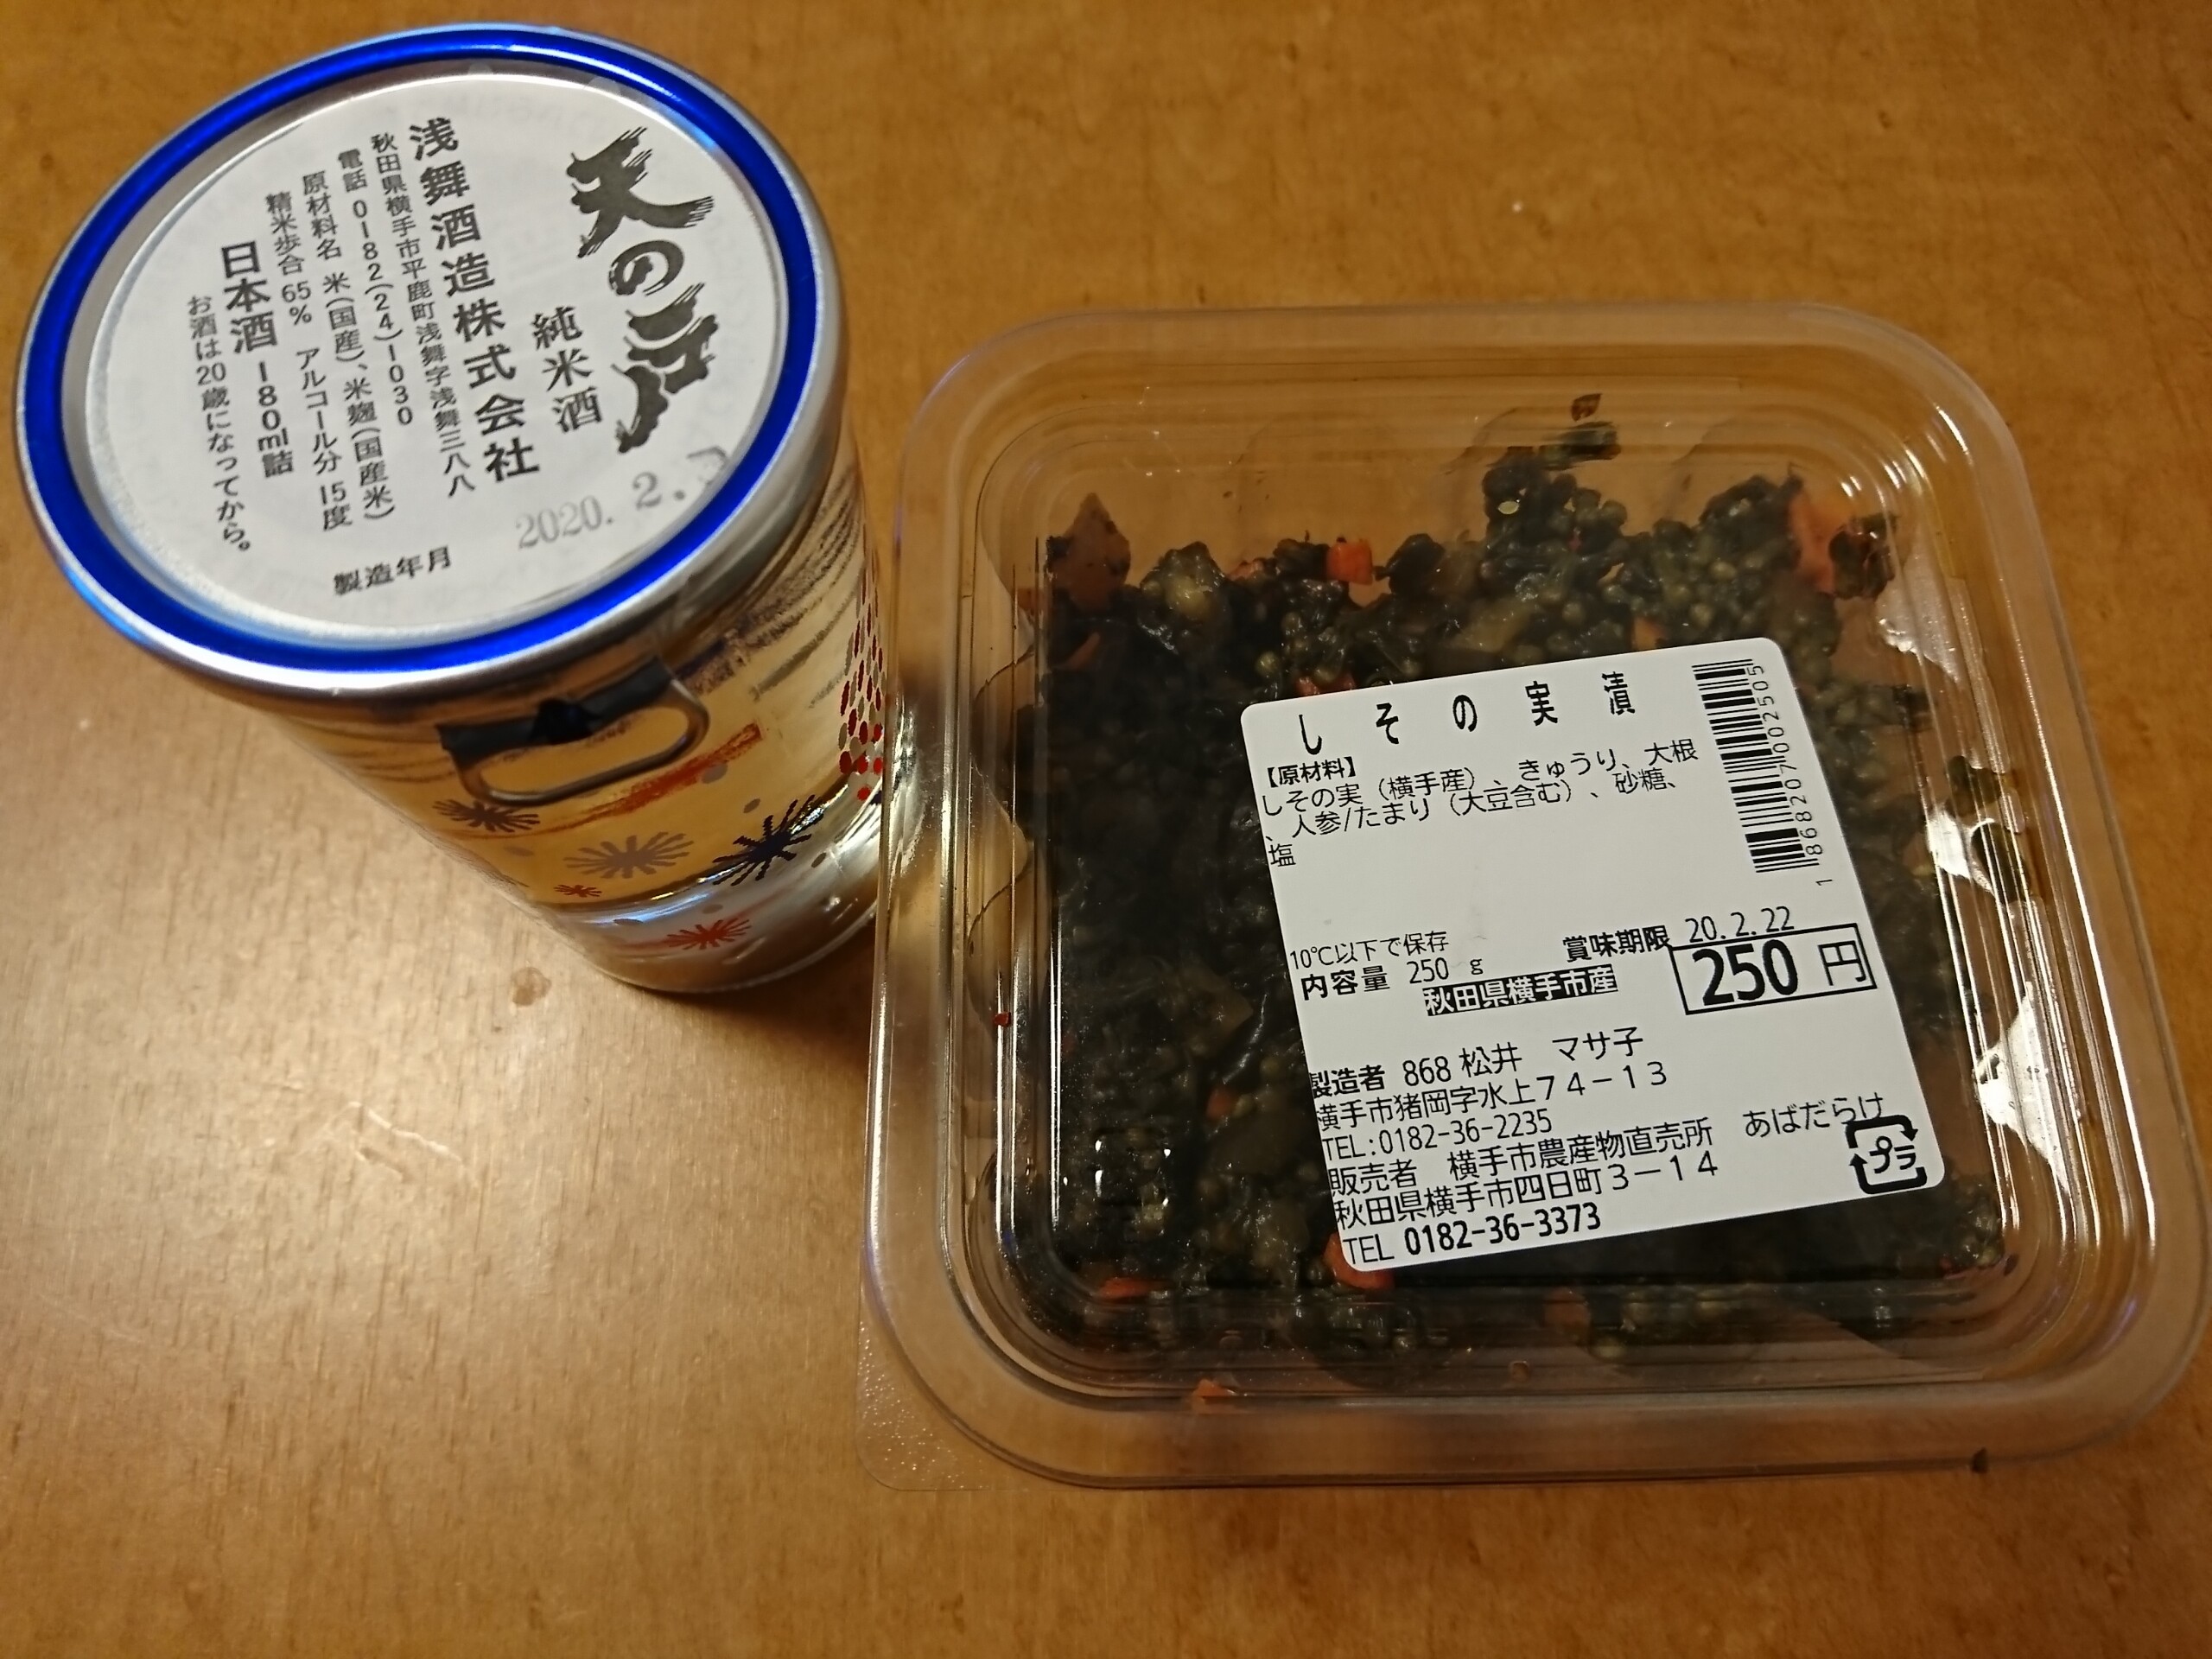 天の戸
純米酒
浅舞酒造株式会社
秋田県横手市平鹿町浅舞字浅舞三八八
電話 0182(24)1030
原材料名 米(国産)、米麹(国産米)
精米歩合 65% アルコール分 15度
日本酒 180ml詰
お酒は20歳になってから。
製造年月
2020. 2.
しその実漬
【原材料】
しその実（横手産）、きゅうり、大根
、人参/たまり（大豆含む）、砂糖、
塩
1868207002505
10℃以下で保存
賞味期限 20. 2. 22
内容量 250 g
250 円
秋田県横手市産
製造者 868 松井 マサ子
横手市猪岡字水上７４－１３
TEL:0182-36-2235
販売者 横手市農産物直売所 あばだらけ
秋田県横手市四日町３－１４
TEL 0182-36-3373
プラ